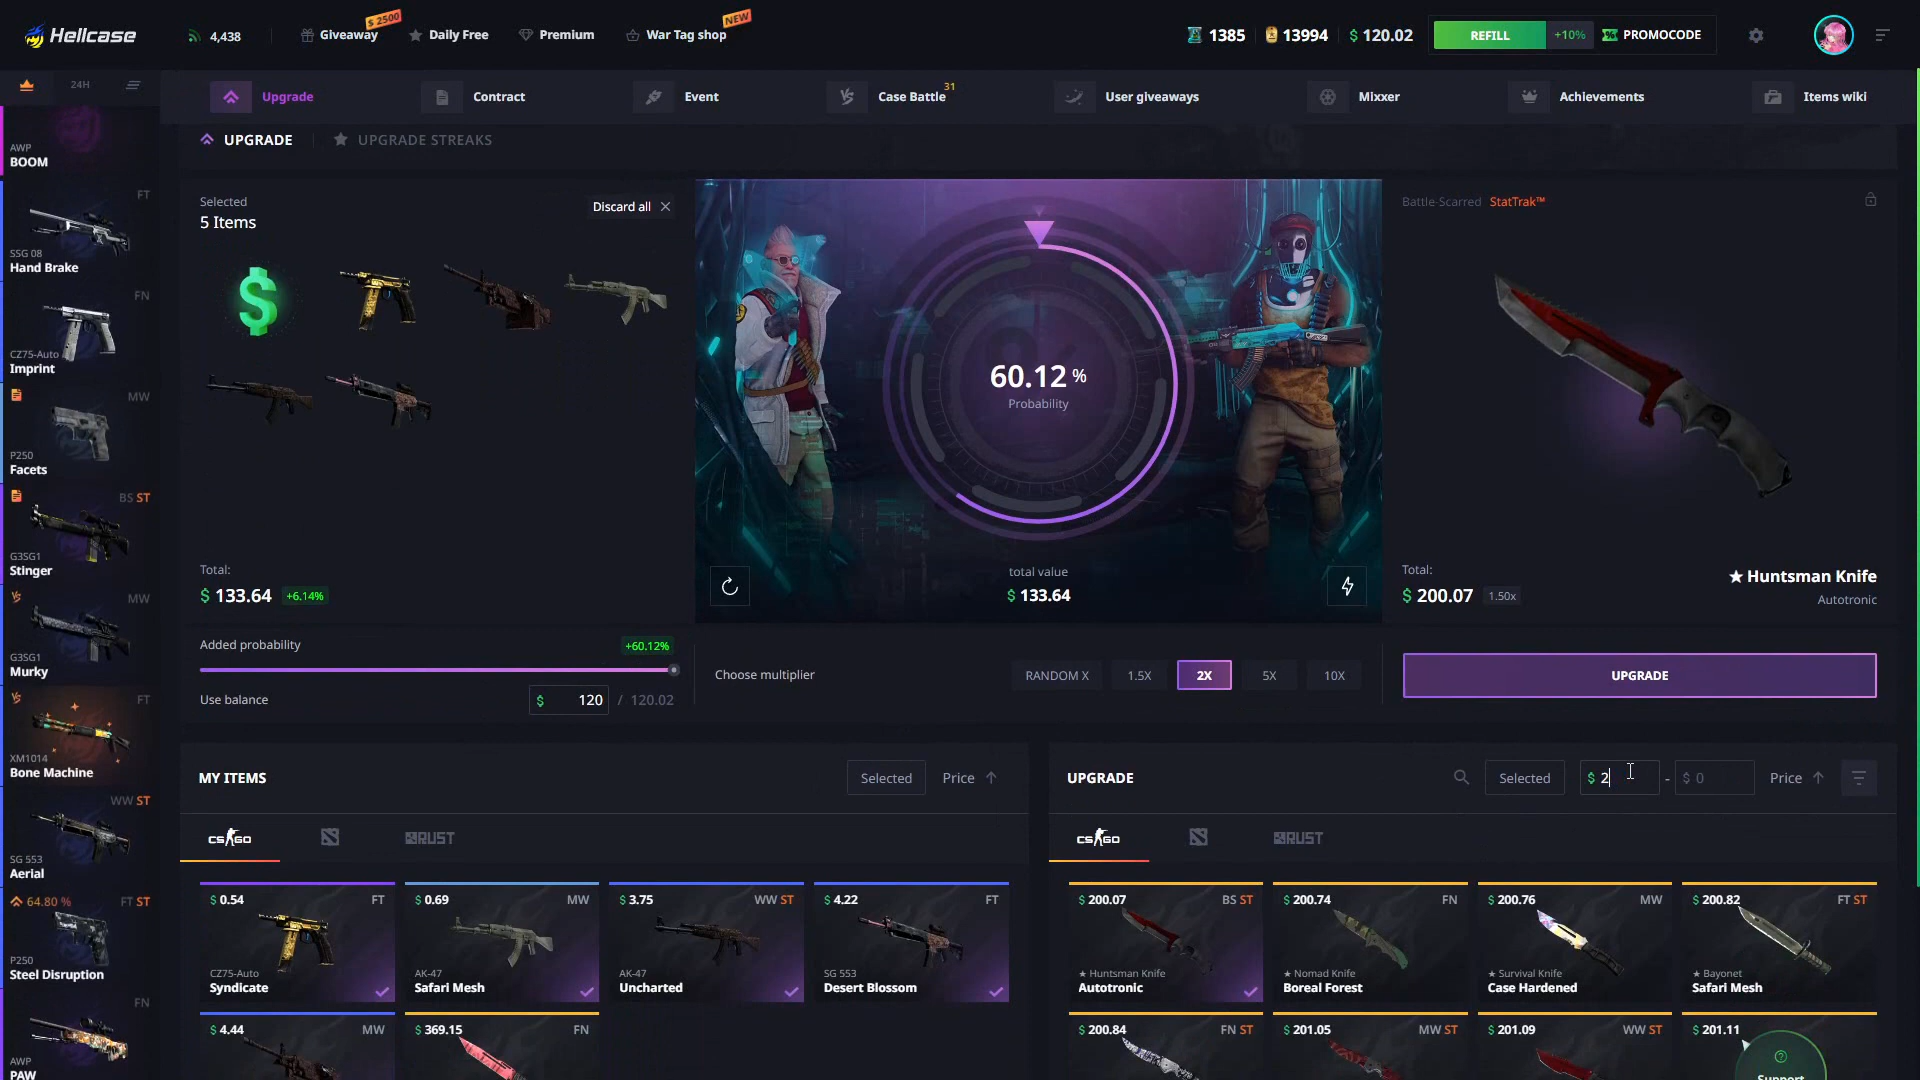 Hellcase
4,438
Giveaway
$ 2500
Daily Free
Premium
War Tag shop
NEW
1385
13994
$ 120.02
REFILL
+10%
PROMOCODE
24H
Upgrade
Contract
Event
Case Battle
31
User giveaways
Mixxer
Achievements
Items wiki
UPGRADE
UPGRADE STREAKS
AWP
BOOM
FT
SSG 08
Hand Brake
FN
CZ75-Auto
Imprint
MW
P250
Facets
BS ST
G3SG1
Stinger
MW
G3SG1
Murky
FT
XM1014
Bone Machine
WW ST
SG 553
Aerial
64.80 %
FT ST
P250
Steel Disruption
FN
AWP
PAW
Selected
5 Items
Discard all
Total:
$ 133.64
+6.14%
60.12 %
Probability
total value
$ 133.64
Battle-Scarred StatTrak™
Total:
$ 200.07
1.50x
★ Huntsman Knife
Autotronic
Added probability
+60.12%
Use balance
$ 120 / 120.02
Choose multiplier
RANDOM X
1.5X
2X
5X
10X
UPGRADE
MY ITEMS
Selected
Price
CS GO
RUST
$ 0.54
FT
CZ75-Auto
Syndicate
$ 0.69
MW
AK-47
Safari Mesh
$ 3.75
WW ST
AK-47
Uncharted
$ 4.22
FT
SG 553
Desert Blossom
$ 4.44
MW
$ 369.15
FN
UPGRADE
Selected
$ 2
-
$ 0
Price
CS GO
RUST
$ 200.07
BS ST
★ Huntsman Knife
Autotronic
$ 200.74
FN
★ Nomad Knife
Boreal Forest
$ 200.76
MW
★ Survival Knife
Case Hardened
$ 200.82
FT ST
★ Bayonet
Safari Mesh
$ 200.84
FN ST
$ 201.05
MW ST
$ 201.09
WW ST
$ 201.11
Support